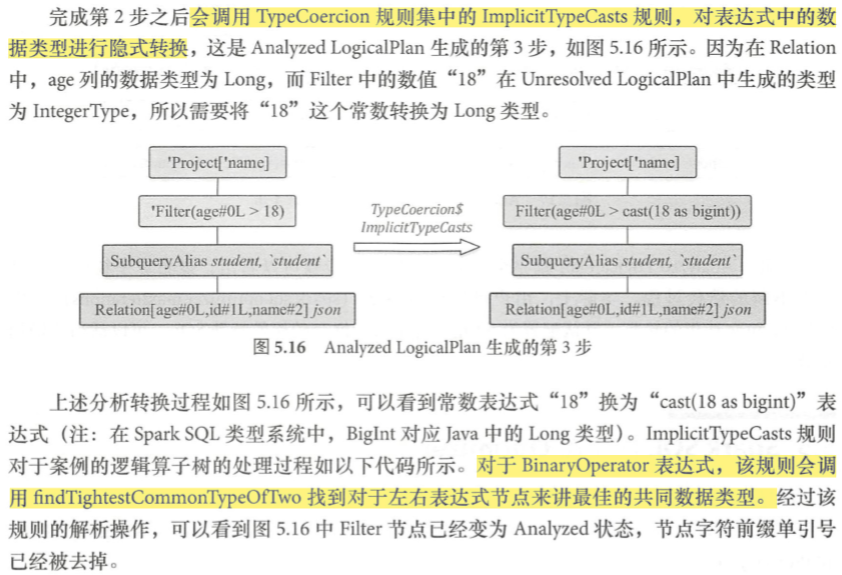 完成第 2 步之后会调用 TypeCoercion 规则集中的 ImplicitTypeCasts 规则，对表达式中的数
据类型进行隐式转换，这是 Analyzed LogicalPlan 生成的第 3 步，如图 5.16 所示。因为在 Relation
中，age 列的数据类型为 Long，而 Filter 中的数值“18”在 Unresolved LogicalPlan 中生成的类型
为 IntegerType，所以需要将“18”这个常数转换为 Long 类型。
'Project['name]
'Filter(age#0L > 18)
SubqueryAlias student, `student`
Relation[age#0L,id#1L,name#2] json
TypeCoercion$
ImplicitTypeCasts
'Project['name]
Filter(age#0L > cast(18 as bigint))
SubqueryAlias student, `student`
Relation[age#0L,id#1L,name#2] json
图 5.16 Analyzed LogicalPlan 生成的第 3 步
上述分析转换过程如图 5.16 所示，可以看到常数表达式“18”换为“cast(18 as bigint)”表
达式（注：在 Spark SQL 类型系统中，BigInt 对应 Java 中的 Long 类型）。ImplicitTypeCasts 规则
对于案例的逻辑算子树的处理过程如以下代码所示。对于 BinaryOperator 表达式，该规则会调
用 findTightestCommonTypeOfTwo 找到对于左右表达式节点来讲最佳的共同数据类型。经过该
规则的解析操作，可以看到图 5.16 中 Filter 节点已经变为 Analyzed 状态，节点字符前缀单引号
已经被去掉。